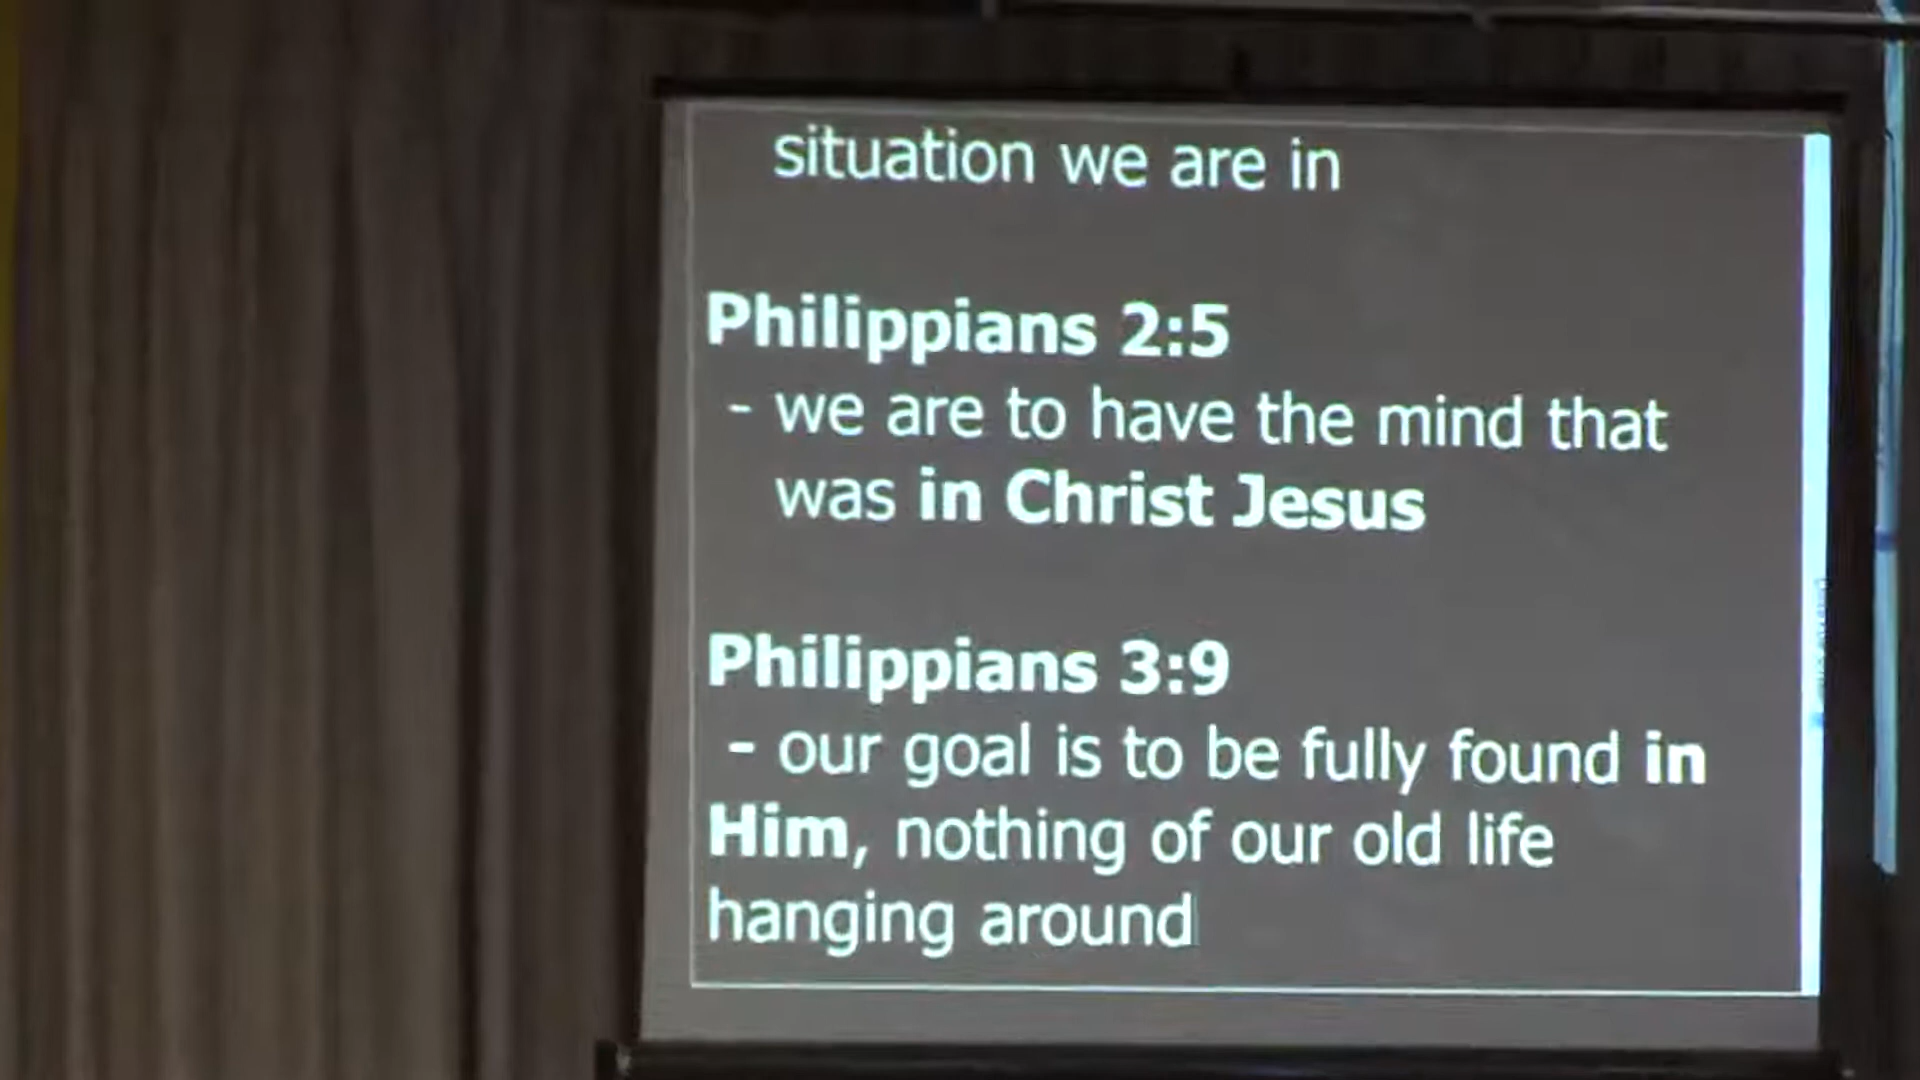 situation we are in
Philippians 2:5
- we are to have the mind that
was in Christ Jesus
Philippians 3:9
- our goal is to be fully found in
Him, nothing of our old life
hanging around